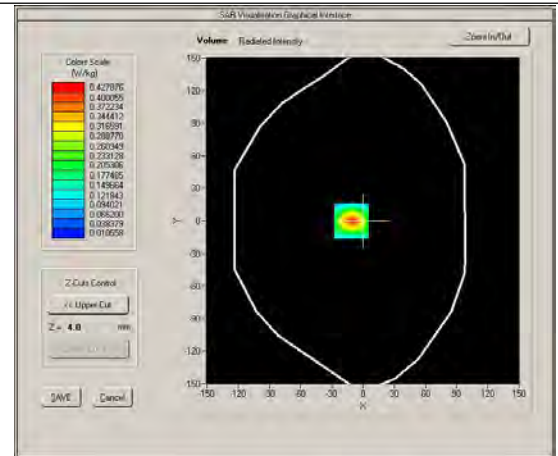 SAR Visualisation Graphical Interface
Volume Radiated Intensity
Zoom In/Out
Colors Scale
(W/kg)
0.427876
0.400055
0.372234
0.344412
0.316591
0.288770
0.260949
0.233128
0.205306
0.177485
0.149664
0.121843
0.094021
0.066200
0.038379
0.010558
Z-Cuts Control
<< Upper Cut
Z = 4.0 mm
SAVE Cancel
150
120
90
60
30
0
-30
-60
-90
-120
-150
Y
-150 -120 -90 -60 -30 0 30 60 90 120 150
X